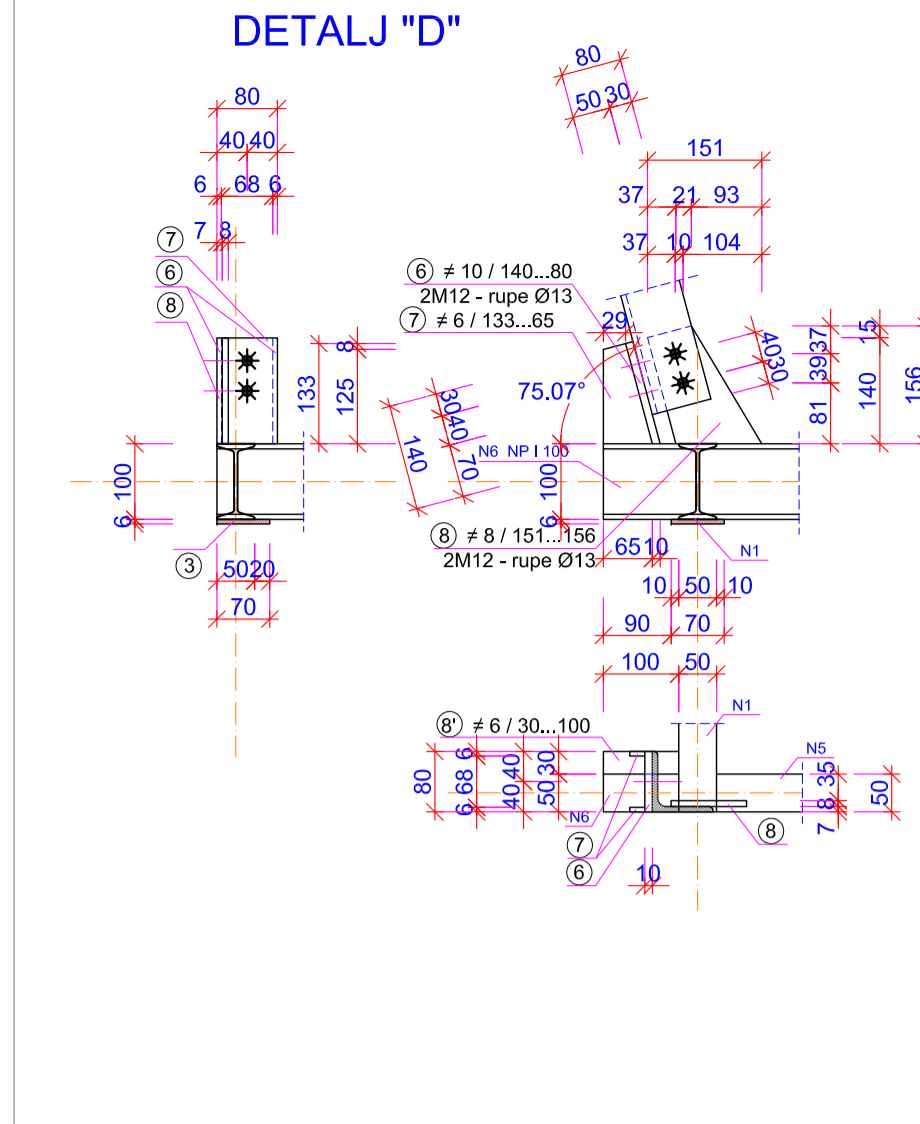 DETALJ "D"
80
40 40
6 68 6
7 8
7
6
8
133
8
125
100
6
3
50 20
70
80
50 30
151
37 21 93
37 10 104
6 ≠ 10 / 140...80
2M12 - rupe Ø13
7 ≠ 6 / 133...65
29
75.07°
40 30
37
39
81
15
140
156
30 40 70
140
N6 NP I 100
100
6
8 ≠ 8 / 151...156
2M12 - rupe Ø13
65 10
N1
10 50 10
90 70
100 50
N1
8' ≠ 6 / 30...100
N5
80
6
68
6
40
40
30
50
N6
35
8
7
50
7
6
8
10